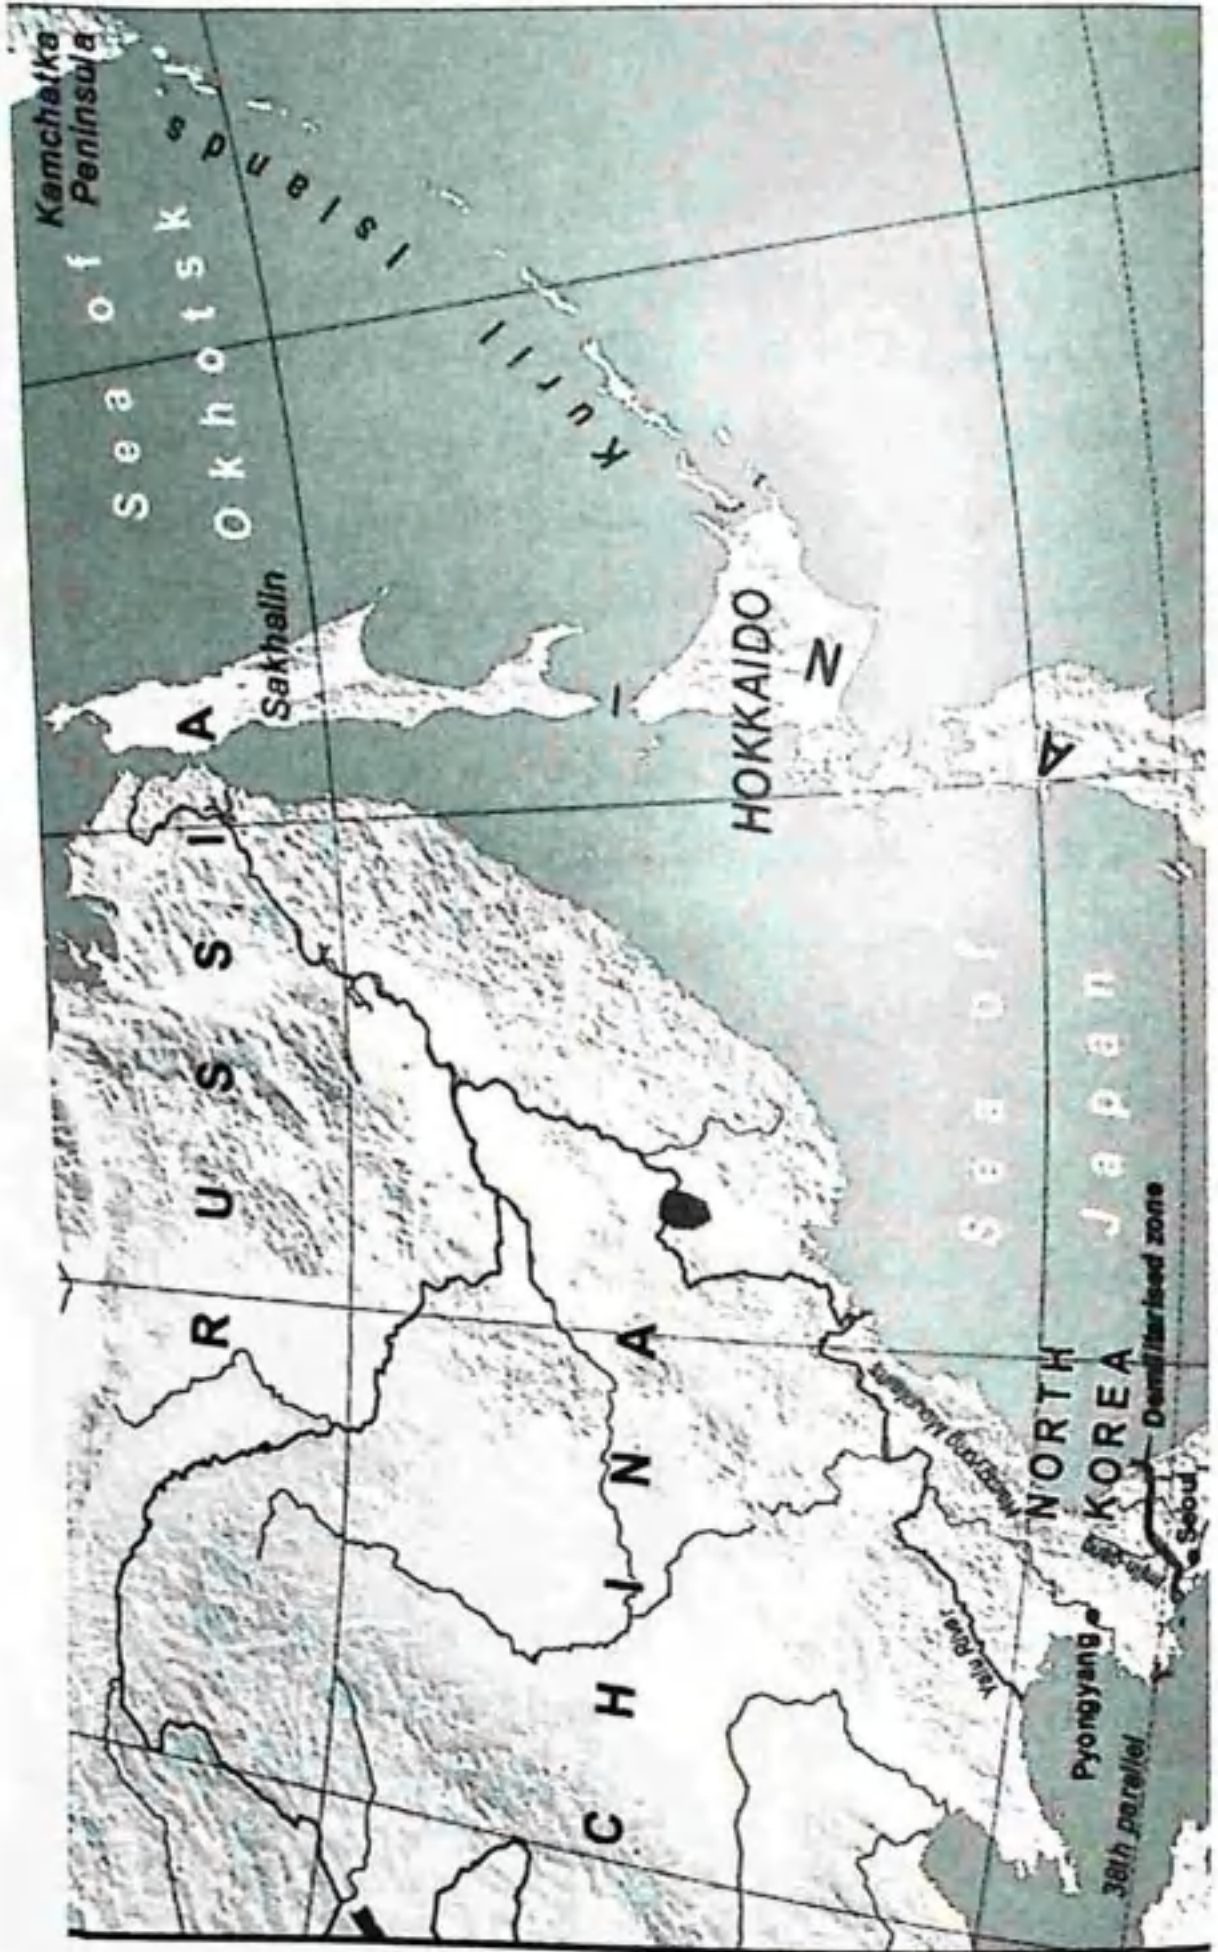 Kamchatka
Peninsula
Sea of
Okhotsk
Kuril Islands
Sakhalin
RUSSIA
HOKKAIDO
N
A
CHINA
Sea of
Japan
NORTH
KOREA
Demilitarised zone
Seoul
Yalu River
Pyongyang
38th parallel